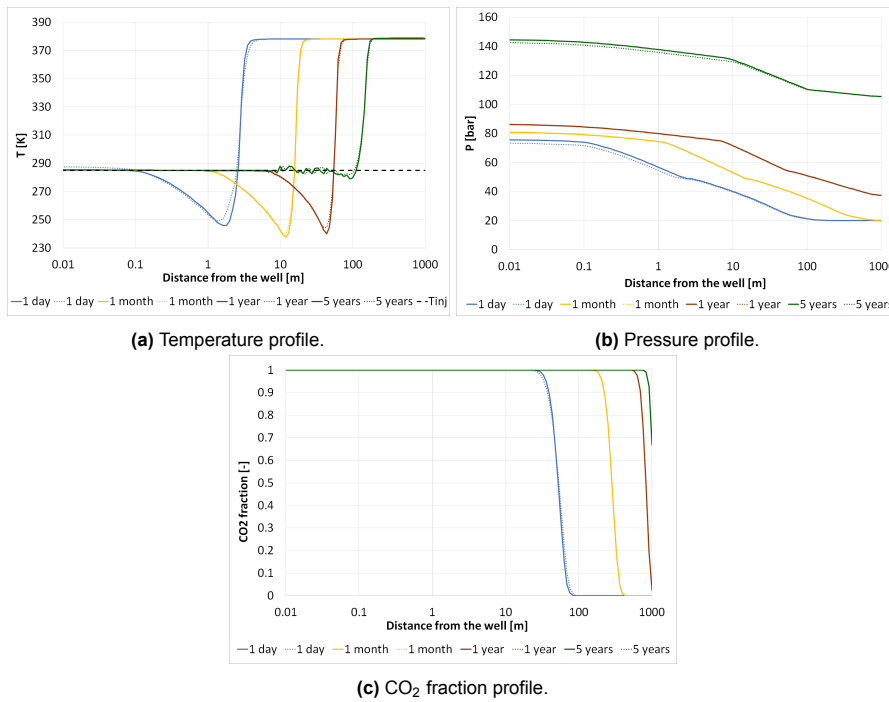 390
370
350
330
310
290
270
250
230
T [K]
0.01 0.1 1 10 100 1000
Distance from the well [m]
1 day 1 day 1 month 1 month 1 year 1 year 5 years 5 years Tinj
(a) Temperature profile.
160
140
120
100
80
60
40
20
0
P [bar]
0.01 0.1 1 10 100 1000
Distance from the well [m]
1 day 1 day 1 month 1 month 1 year 1 year 5 years 5 years
(b) Pressure profile.
1
0.9
0.8
0.7
0.6
0.5
0.4
0.3
0.2
0.1
0
CO2 fraction [-]
0.01 0.1 1 10 100 1000
Distance from the well [m]
1 day 1 day 1 month 1 month 1 year 1 year 5 years 5 years
(c) CO₂ fraction profile.